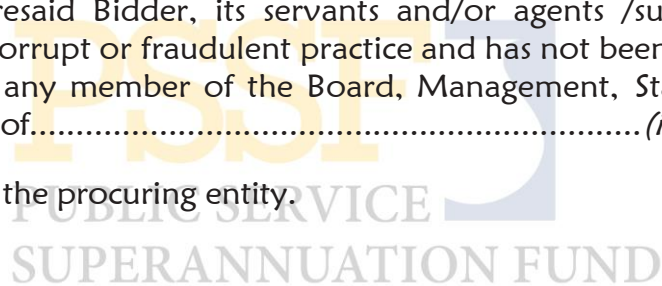 resaid Bidder, its servants and/or agents /su
orrupt or fraudulent practice and has not been
any member of the Board, Management, Sta
of...............................................................(
the procuring entity.
PSSF
PUBLIC SERVICE
SUPERANNUATION FUND